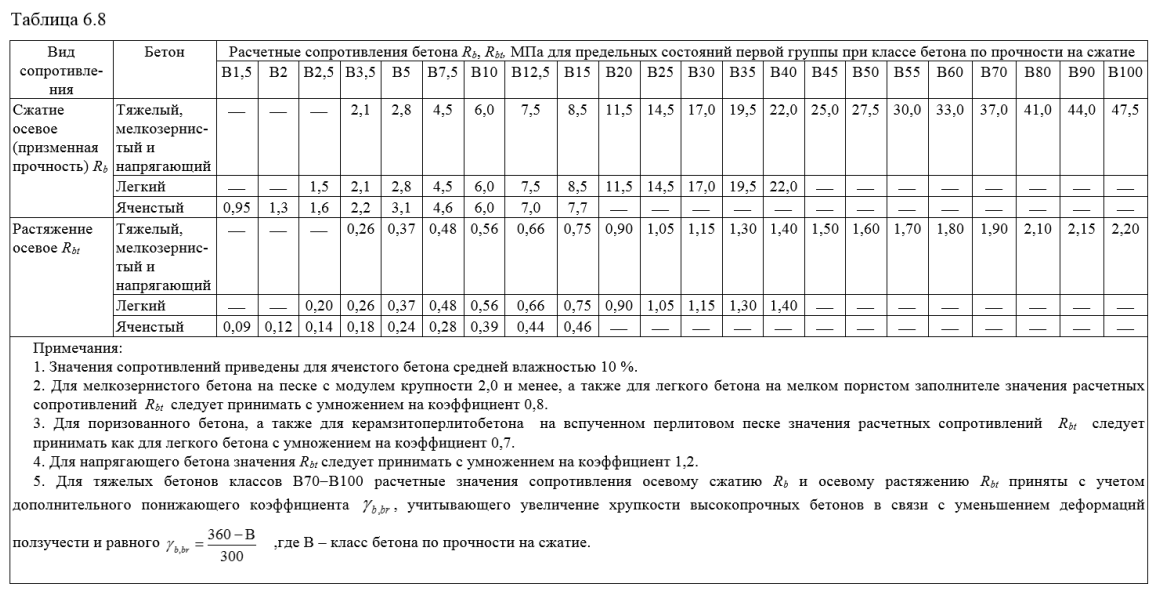 Таблица 6.8
Вид сопротивле-ния Бетон Расчетные сопротивления бетона Rb, Rbt, МПа для предельных состояний первой группы при классе бетона по прочности на сжатие
B1,5 B2 B2,5 B3,5 B5 B7,5 B10 B12,5 B15 B20 B25 B30 B35 B40 B45 B50 B55 B60 B70 B80 B90 B100
Сжатие Тяжелый, — — — 2,1 2,8 4,5 6,0 7,5 8,5 11,5 14,5 17,0 19,5 22,0 25,0 27,5 30,0 33,0 37,0 41,0 44,0 47,5
осевое мелкозернис-
(призменная тый и
прочность) Rb напрягающий
Легкий — — 1,5 2,1 2,8 4,5 6,0 7,5 8,5 11,5 14,5 17,0 19,5 22,0 — — — — — — — —
Ячеистый 0,95 1,3 1,6 2,2 3,1 4,6 6,0 7,0 7,7 — — — — — — — — — — — — —
Растяжение Тяжелый, — — — 0,26 0,37 0,48 0,56 0,66 0,75 0,90 1,05 1,15 1,30 1,40 1,50 1,60 1,70 1,80 1,90 2,10 2,15 2,20
осевое Rbt мелкозернис-
тый и
напрягающий
Легкий — — 0,20 0,26 0,37 0,48 0,56 0,66 0,75 0,90 1,05 1,15 1,30 1,40 — — — — — — — —
Ячеистый 0,09 0,12 0,14 0,18 0,24 0,28 0,39 0,44 0,46 — — — — — — — — — — — — —
Примечания:
1. Значения сопротивлений приведены для ячеистого бетона средней влажностью 10 %.
2. Для мелкозернистого бетона на песке с модулем крупности 2,0 и менее, а также для легкого бетона на мелком пористом заполнителе значения расчетных
сопротивлений Rbt следует принимать с умножением на коэффициент 0,8.
3. Для поризованного бетона, а также для керамзитоперлитобетона на вспученном перлитовом песке значения расчетных сопротивлений Rbt следует
принимать как для легкого бетона с умножением на коэффициент 0,7.
4. Для напрягающего бетона значения Rbt следует принимать с умножением на коэффициент 1,2.
5. Для тяжелых бетонов классов В70–В100 расчетные значения сопротивления осевому сжатию Rb и осевому растяжению Rbt приняты с учетом
дополнительного понижающего коэффициента γb,br, учитывающего увеличение хрупкости высокопрочных бетонов в связи с уменьшением деформаций
ползучести и равного γb,br = (360 − B) / 300 ,где В – класс бетона по прочности на сжатие.